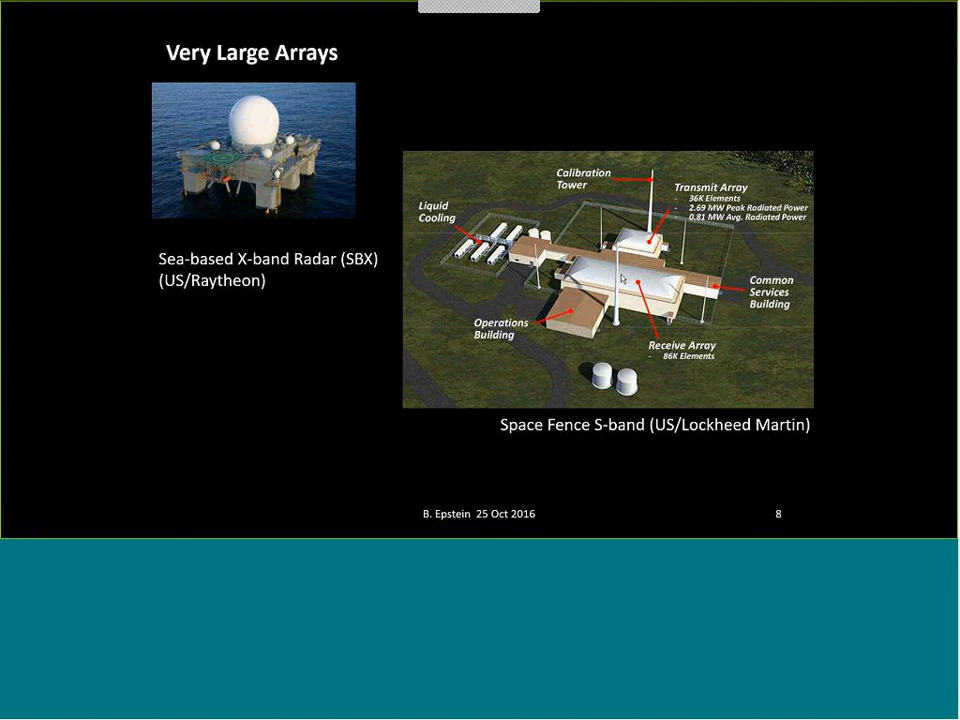 Very Large Arrays
Sea-based X-band Radar (SBX)
(US/Raytheon)
Calibration
Tower
Transmit Array
- 36K Elements
- 2.69 MW Peak Radiated Power
- 0.81 MW Avg. Radiated Power
Liquid
Cooling
Common
Services
Building
Operations
Building
Receive Array
- 86K Elements
Space Fence S-band (US/Lockheed Martin)
B. Epstein 25 Oct 2016
8